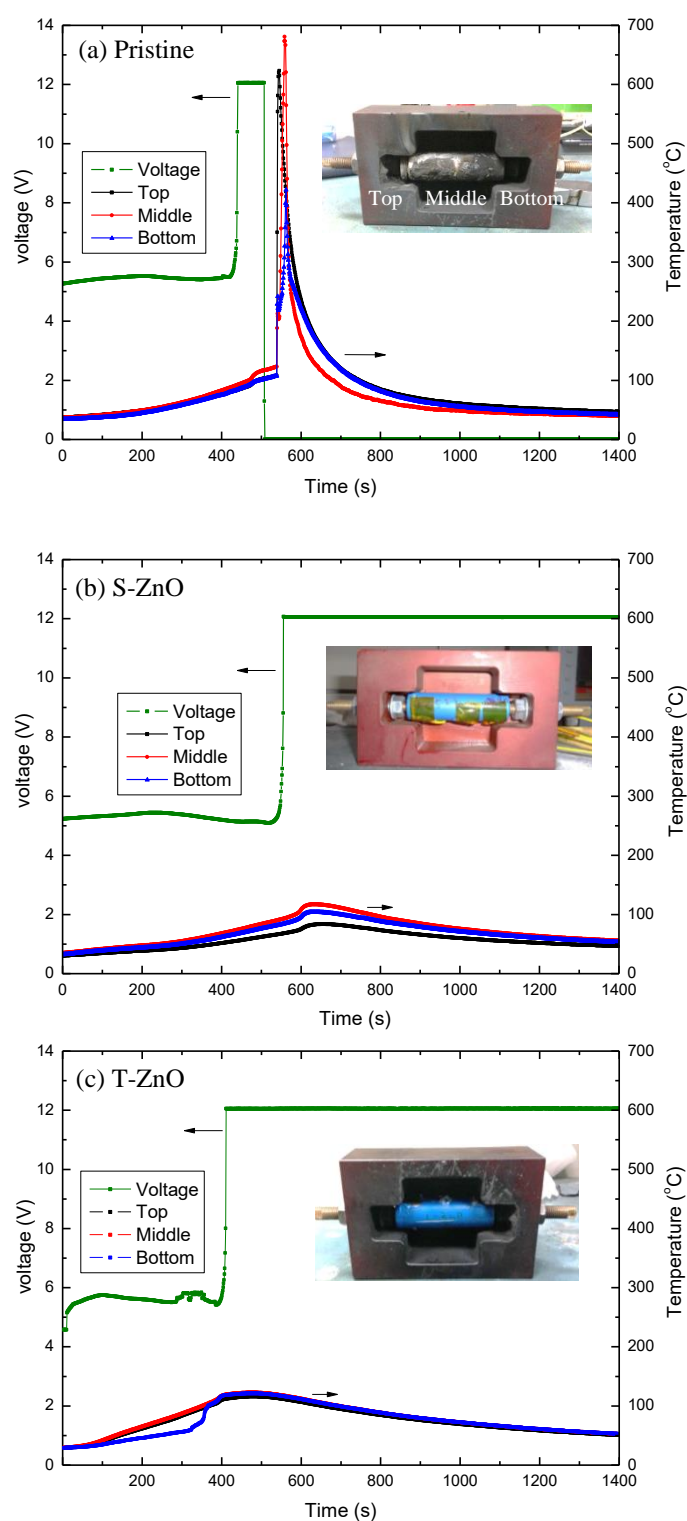 (a) Pristine
voltage (V)
14
12
10
8
6
4
2
0
Voltage
Top
Middle
Bottom
Top Middle Bottom
700
600
500
400
300
200
100
0
Temperature (°C)
0 200 400 600 800 1000 1200 1400
Time (s)
(b) S-ZnO
voltage (V)
14
12
10
8
6
4
2
0
Voltage
Top
Middle
Bottom
700
600
500
400
300
200
100
0
Temperature (°C)
0 200 400 600 800 1000 1200 1400
Time (s)
(c) T-ZnO
voltage (V)
14
12
10
8
6
4
2
0
Voltage
Top
Middle
Bottom
700
600
500
400
300
200
100
0
Temperature (°C)
0 200 400 600 800 1000 1200 1400
Time (s)